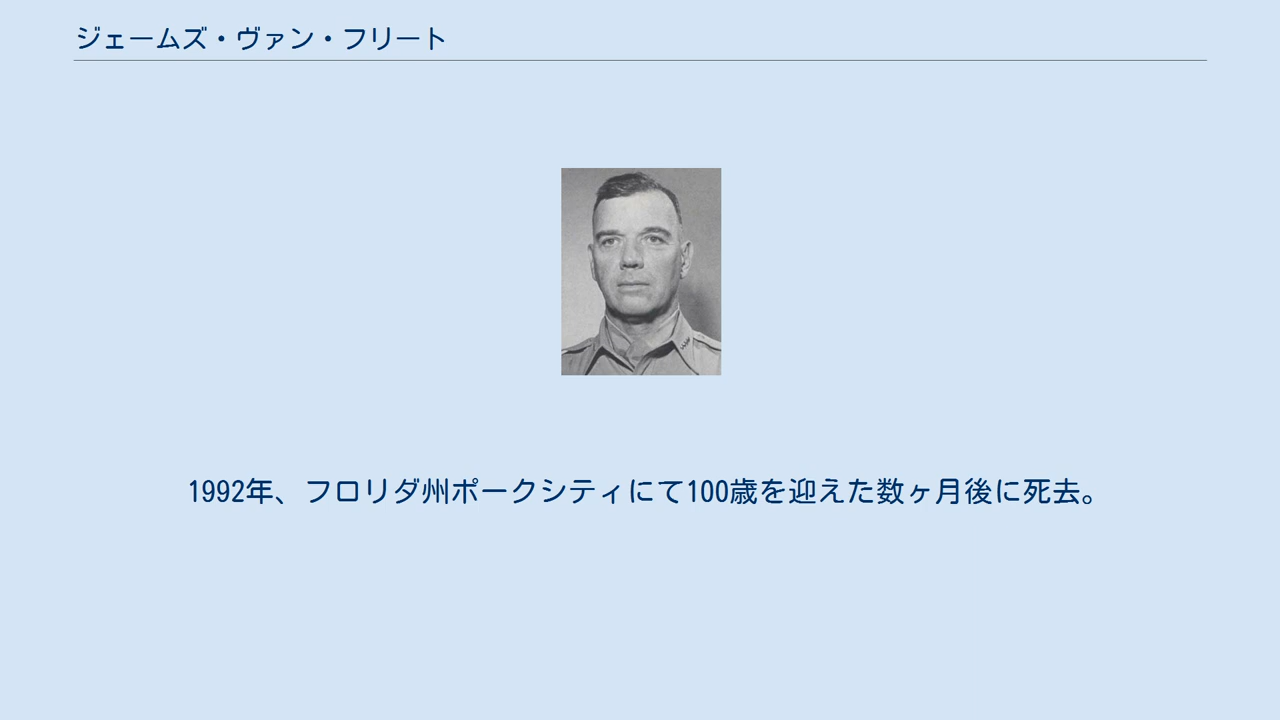 ジェームズ・ヴァン・フリート
1992年、フロリダ州ポークシティにて100歳を迎えた数ヶ月後に死去。